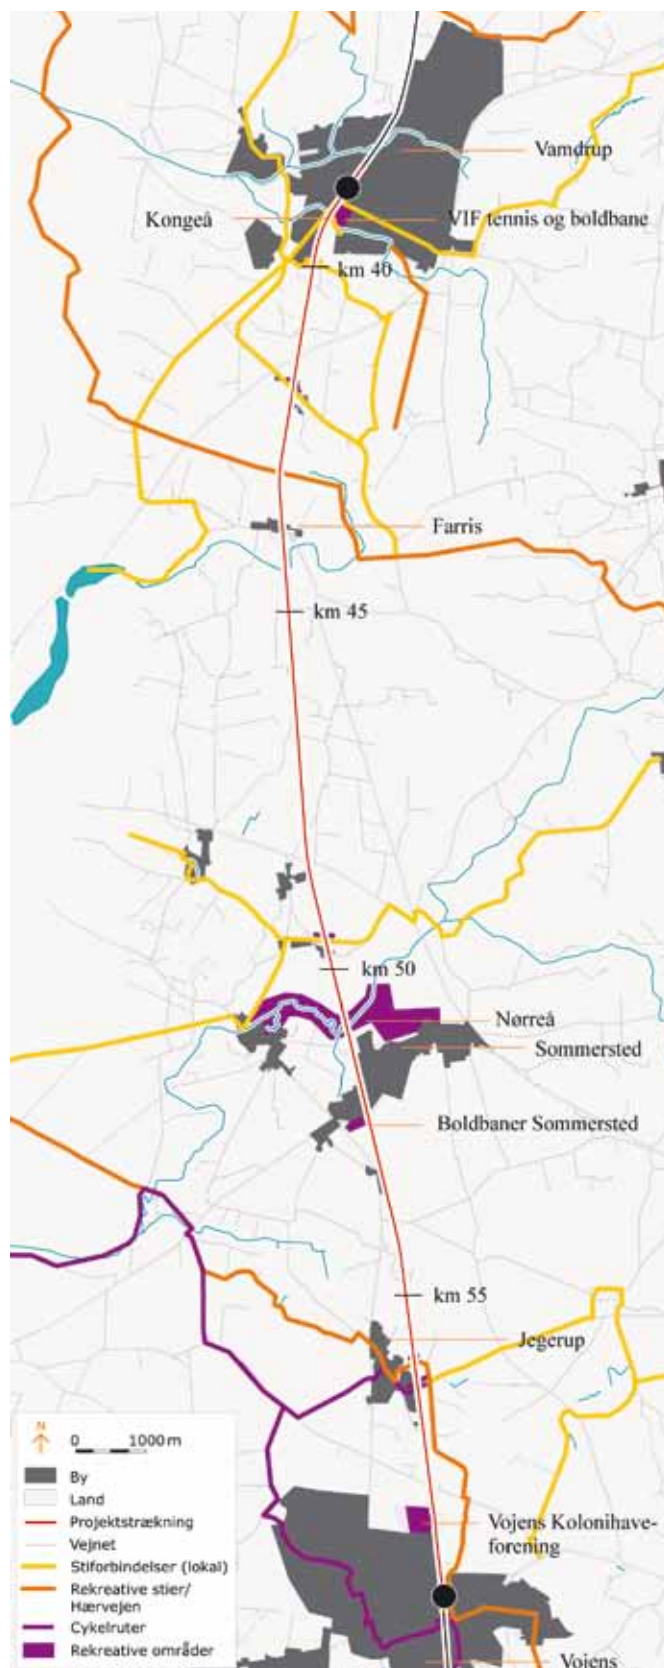 Vamdrup
Kongeå
VIF tennis og boldbane
km 40
Farris
km 45
km 50
Nørreå
Sommersted
Boldbaner Sommersted
km 55
Jegerup
Vojens Kolonihave-
forening
Vojens
N
0 1000 m
By
Land
Projektstrækning
Vejnet
Stiforbindelser (lokal)
Rekreative stier/
Hærvejen
Cykelruter
Rekreative områder